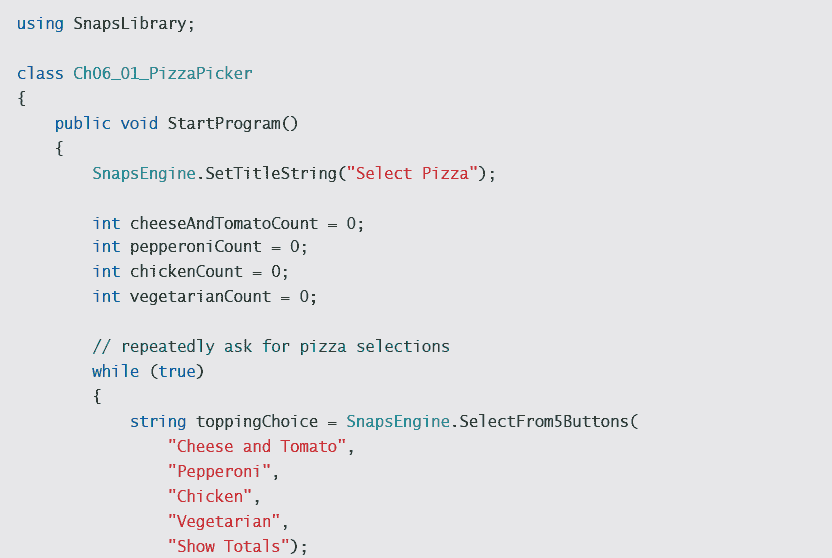 using SnapsLibrary;
class Ch06_01_PizzaPicker
{
public void StartProgram()
{
SnapsEngine.SetTitleString("Select Pizza");
int cheeseAndTomatoCount = 0;
int pepperoniCount = 0;
int chickenCount = 0;
int vegetarianCount = 0;
// repeatedly ask for pizza selections
while (true)
{
string toppingChoice = SnapsEngine.SelectFrom5Buttons(
"Cheese and Tomato",
"Pepperoni",
"Chicken",
"Vegetarian",
"Show Totals");